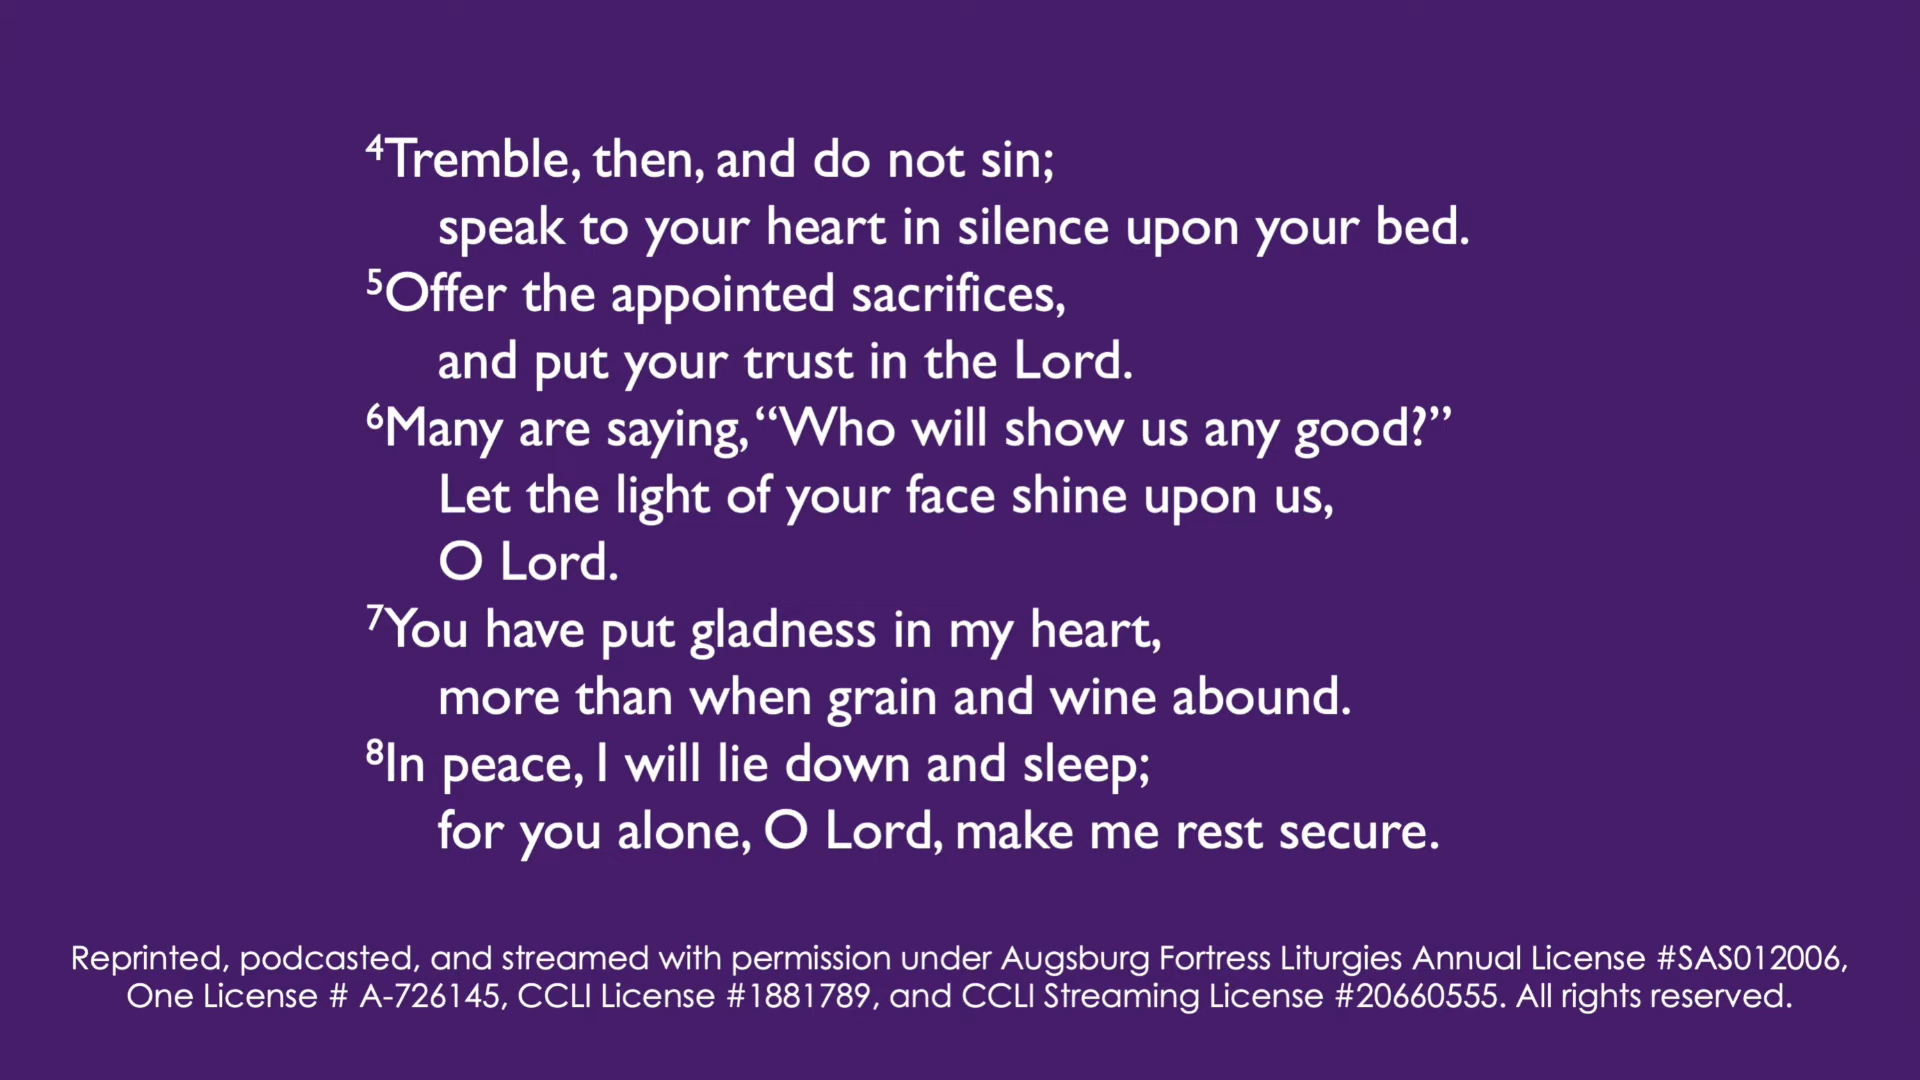 ⁴Tremble, then, and do not sin;
speak to your heart in silence upon your bed.
⁵Offer the appointed sacrifices,
and put your trust in the Lord.
⁶Many are saying, “Who will show us any good?”
Let the light of your face shine upon us,
O Lord.
⁷You have put gladness in my heart,
more than when grain and wine abound.
⁸In peace, I will lie down and sleep;
for you alone, O Lord, make me rest secure.
Reprinted, podcasted, and streamed with permission under Augsburg Fortress Liturgies Annual License #SAS012006,
One License # A-726145, CCLI License #1881789, and CCLI Streaming License #20660555. All rights reserved.